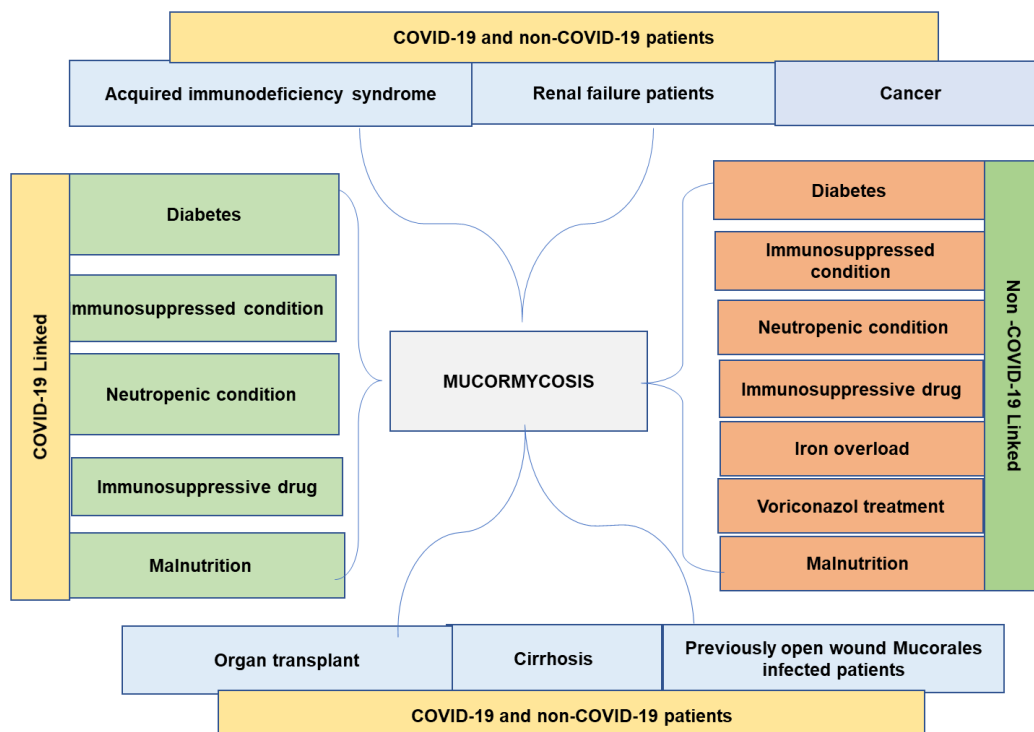 COVID-19 and non-COVID-19 patients
Acquired immunodeficiency syndrome
Renal failure patients
Cancer
COVID-19 Linked
Diabetes
mmunosuppressed condition
Neutropenic condition
Immunosuppressive drug
Malnutrition
MUCORMYCOSIS
Diabetes
Immunosuppressed
condition
Neutropenic condition
Immunosuppressive drug
Iron overload
Voriconazol treatment
Malnutrition
Non -COVID-19 Linked
Organ transplant
Cirrhosis
Previously open wound Mucorales
infected patients
COVID-19 and non-COVID-19 patients